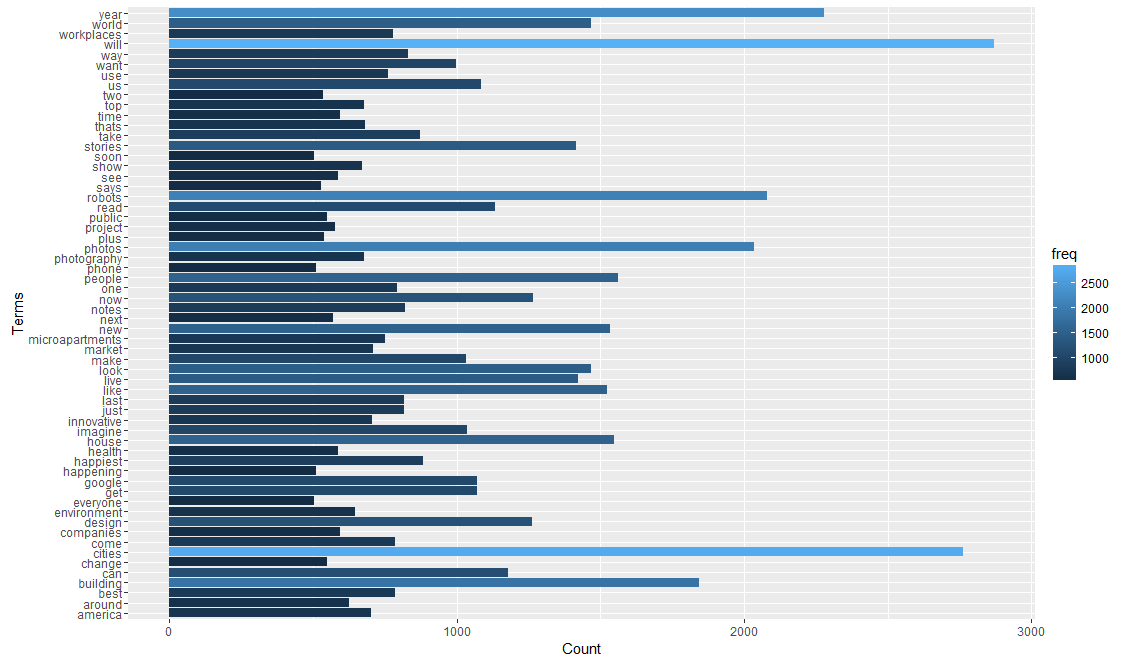 year
world
workplaces
will
way
want
use
us
two
top
time
thats
take
stories
soon
show
see
says
robots
read
public
project
plus
photos
photography
phone
people
one
now
notes
next
new
microapartments
market
make
look
live
like
last
just
innovative
imagine
house
health
happiest
happening
google
get
everyone
environment
design
companies
come
cities
change
can
building
best
around
america
Terms
0 1000 2000 3000
Count
freq
2500
2000
1500
1000